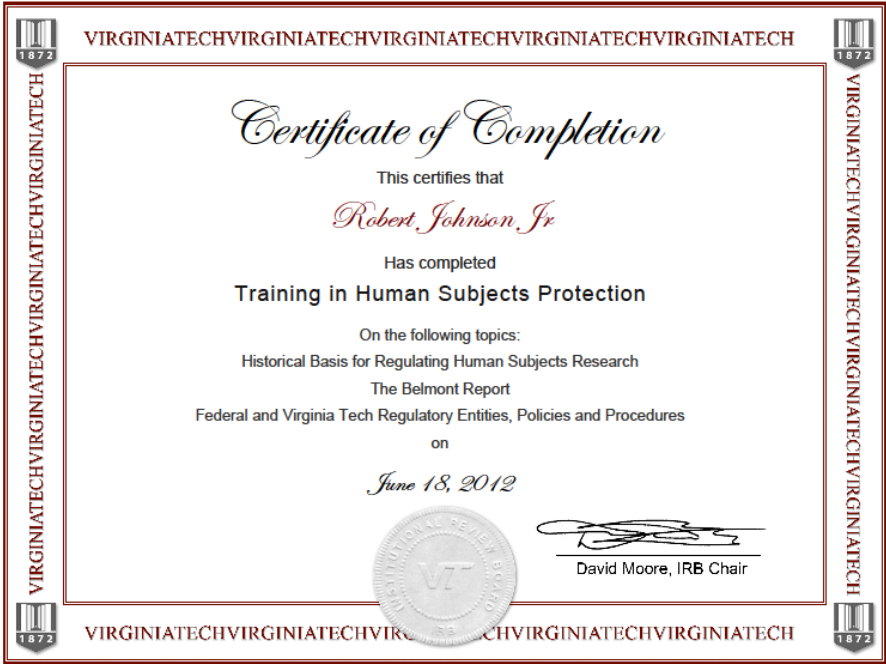 VIRGINIATECHVIRGINIATECHVIRGINIATECHVIRGINIATECHVIRGINIATECH
1872
1872
VIRGINIATECHVIRGINIATECHVIRGINIATECHVIRGINIATECH
VIRGINIATECHVIRGINIATECHVIRGINIATECHVIRGINIATECH
Certificate of Completion
This certifies that
Robert Johnson Jr
Has completed
Training in Human Subjects Protection
On the following topics:
Historical Basis for Regulating Human Subjects Research
The Belmont Report
Federal and Virginia Tech Regulatory Entities, Policies and Procedures
on
June 18, 2012
INSTITUTIONAL REVIEW BOARD
VT
David Moore, IRB Chair
1872
VIRGINIATECHVIRGINIATECHVIR
CHVIRGINIATECHVIRGINIATECH
1872